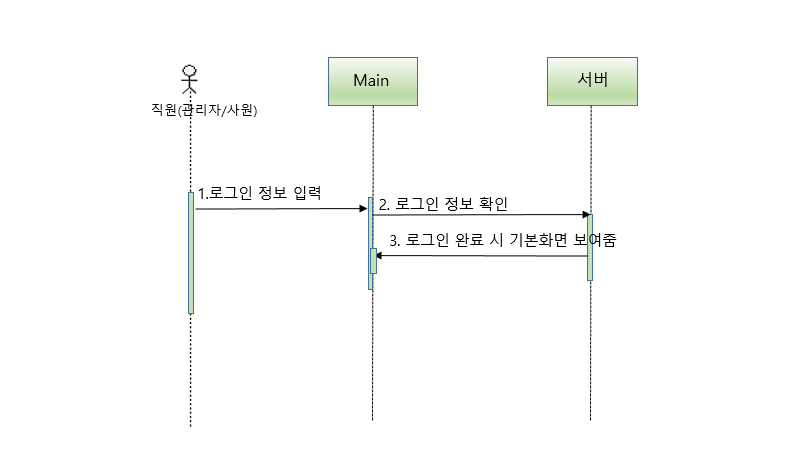 Main
서버
직원(관리자/사원)
1.로그인 정보 입력
2. 로그인 정보 확인
3. 로그인 완료 시 기본화면 보여줌